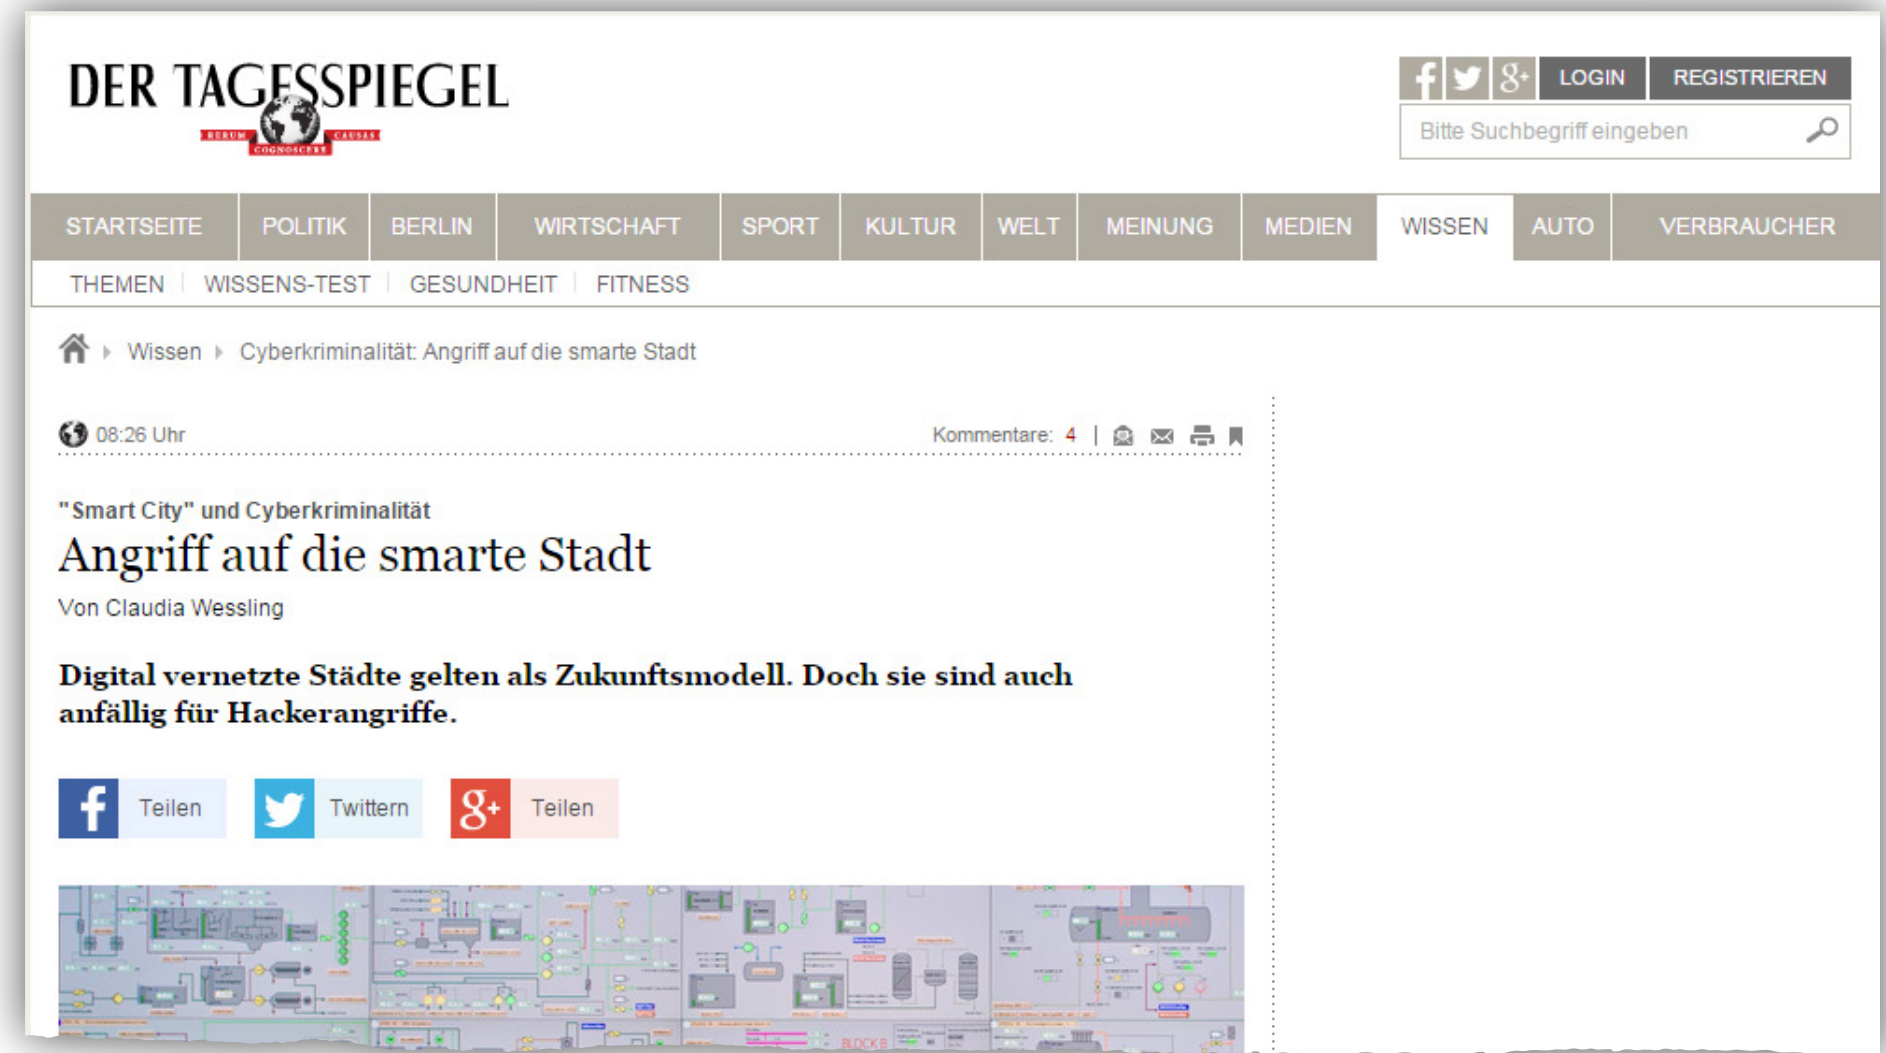 DER TAGESSPIEGEL
RERUM CAUSAS
COGNOSCERE
LOGIN REGISTRIEREN
Bitte Suchbegriff eingeben
STARTSEITE POLITIK BERLIN WIRTSCHAFT SPORT KULTUR WELT MEINUNG MEDIEN WISSEN AUTO VERBRAUCHER
THEMEN WISSENS-TEST GESUNDHEIT FITNESS
Wissen Cyberkriminalität: Angriff auf die smarte Stadt
08:26 Uhr Kommentare: 4
"Smart City" und Cyberkriminalität
Angriff auf die smarte Stadt
Von Claudia Wessling
Digital vernetzte Städte gelten als Zukunftsmodell. Doch sie sind auch
anfällig für Hackerangriffe.
Teilen Twittern Teilen
BLOCK B